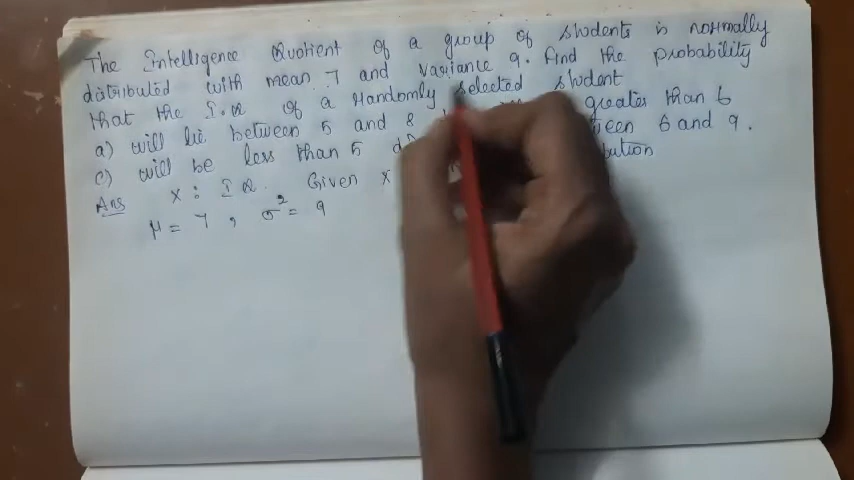 The Intelligence Quotient of a group of students is normally
distributed with mean 7 and variance 9. Find the probability
that the I.Q of a Randomly selected student
a) will lie between 5 and 8 greater than 6
c) will be less than 5 d) 6 and 9.
Ans X : I.Q. Given X
μ = 7 , σ² = 9